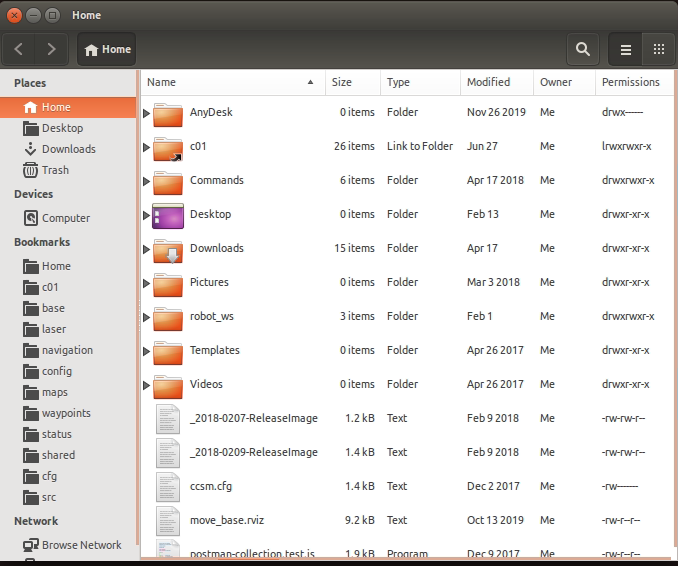 Home
Home
Places
Home
Desktop
Downloads
Trash
Devices
Computer
Bookmarks
Home
c01
base
laser
navigation
config
maps
waypoints
status
shared
cfg
src
Network
Browse Network
Name Size Type Modified Owner Permissions
AnyDesk 0 items Folder Nov 26 2019 Me drwx------
c01 26 items Link to Folder Jun 27 Me lrwxrwxr-x
Commands 6 items Folder Apr 17 2018 Me drwxrwxr-x
Desktop 0 items Folder Feb 13 Me drwxr-xr-x
Downloads 15 items Folder Apr 17 Me drwxr-xr-x
Pictures 0 items Folder Mar 3 2018 Me drwxr-xr-x
robot_ws 3 items Folder Feb 1 Me drwxrwxr-x
Templates 0 items Folder Apr 26 2017 Me drwxr-xr-x
Videos 0 items Folder Apr 26 2017 Me drwxr-xr-x
_2018-0207-ReleaseImage 1.2 kB Text Feb 9 2018 Me -rw-rw-r--
_2018-0209-ReleaseImage 1.4 kB Text Feb 9 2018 Me -rw-rw-r--
ccsm.cfg 1.4 kB Text Dec 2 2017 Me -rw-------
move_base.rviz 9.2 kB Text Oct 13 2019 Me -rw-r--r--
postman-collection.test.js 1.9 kB Program Dec 9 2017 Me -rw-r--r--